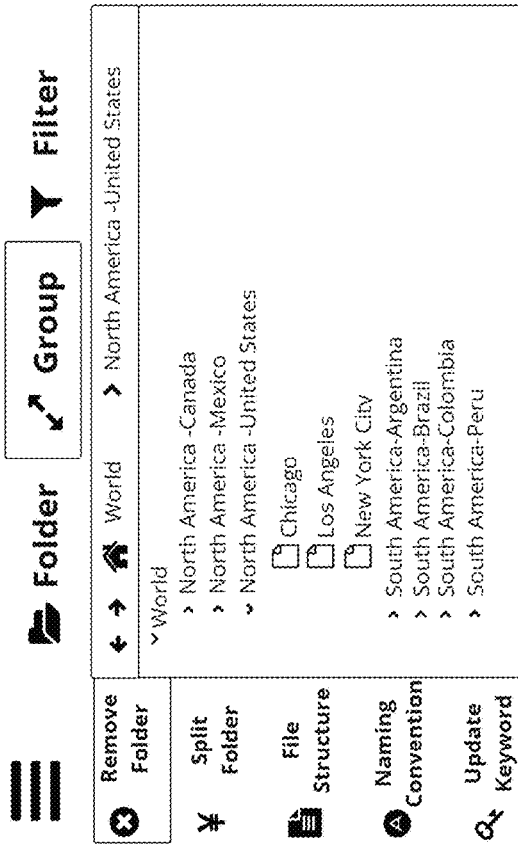 Folder
Group
Filter
Remove
Folder
Split
Folder
File
Structure
Naming
Convention
Update
Keyword
World > North America -United States
World
North America -Canada
North America -Mexico
North America -United States
Chicago
Los Angeles
New York City
South America-Argentina
South America-Brazil
South America-Colombia
South America-Peru